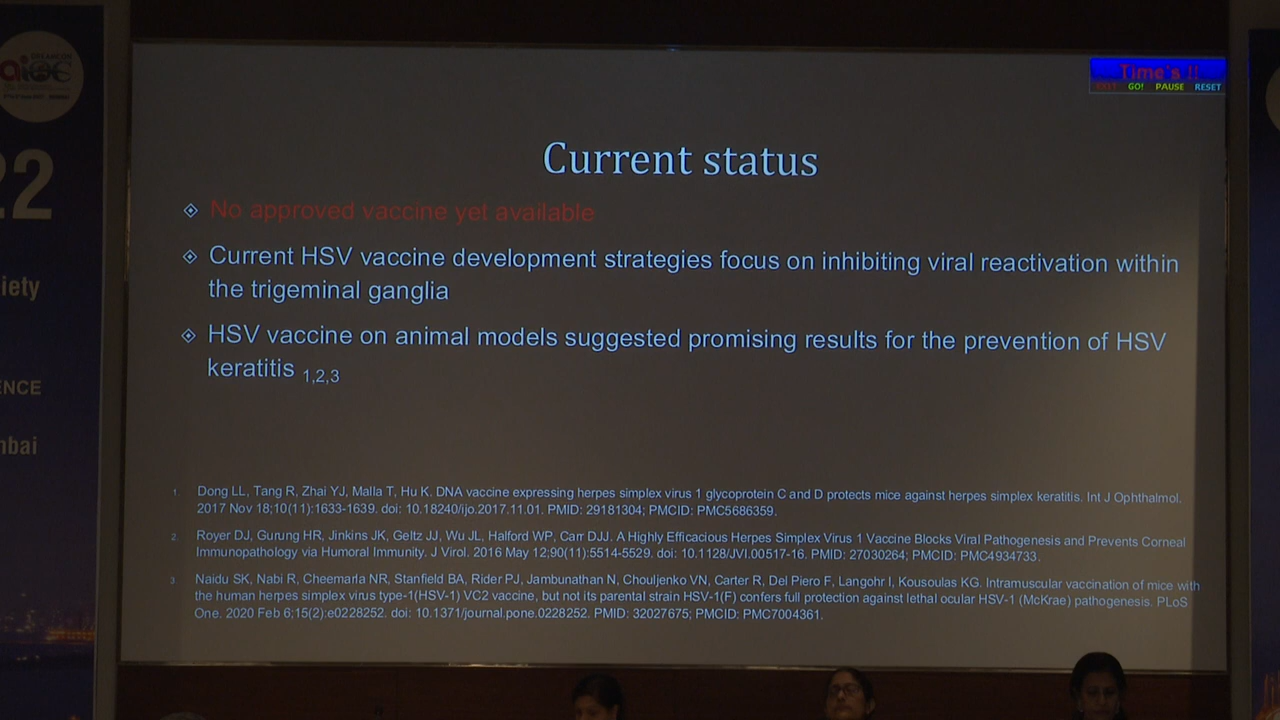 Time's !!
EXIT GO! PAUSE RESET
22
iety
ENCE
nbai
Current status
No approved vaccine yet available
Current HSV vaccine development strategies focus on inhibiting viral reactivation within
the trigeminal ganglia
HSV vaccine on animal models suggested promising results for the prevention of HSV
keratitis 1,2,3
1. Dong LL, Tang R, Zhai YJ, Malla T, Hu K. DNA vaccine expressing herpes simplex virus 1 glycoprotein C and D protects mice against herpes simplex keratitis. Int J Ophthalmol.
2017 Nov 18;10(11):1633-1639. doi: 10.18240/ijo.2017.11.01. PMID: 29181304; PMCID: PMC5686359.
2. Royer DJ, Gurung HR, Jinkins JK, Geltz JJ, Wu JL, Halford WP, Carr DJJ. A Highly Efficacious Herpes Simplex Virus 1 Vaccine Blocks Viral Pathogenesis and Prevents Corneal
Immunopathology via Humoral Immunity. J Virol. 2016 May 12;90(11):5514-5529. doi: 10.1128/JVI.00517-16. PMID: 27030264; PMCID: PMC4934733.
3. Naidu SK, Nabi R, Cheemarla NR, Stanfield BA, Rider PJ, Jambunathan N, Chouljenko VN, Carter R, Del Piero F, Langohr I, Kousoulas KG. Intramuscular vaccination of mice with
the human herpes simplex virus type-1(HSV-1) VC2 vaccine, but not its parental strain HSV-1(F) confers full protection against lethal ocular HSV-1 (McKrae) pathogenesis. PLoS
One. 2020 Feb 6;15(2):e0228252. doi: 10.1371/journal.pone.0228252. PMID: 32027675; PMCID: PMC7004361.